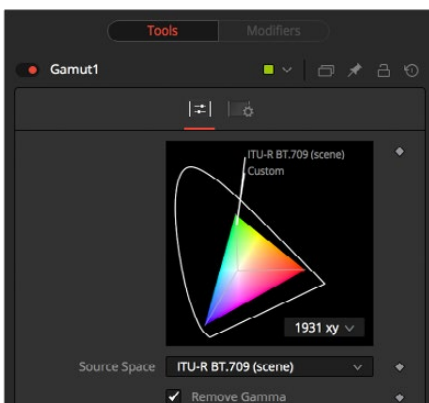 Tools
Modifiers
Gamut1
ITU-R BT.709 (scene)
Custom
1931 xy
Source Space ITU-R BT.709 (scene)
Remove Gamma